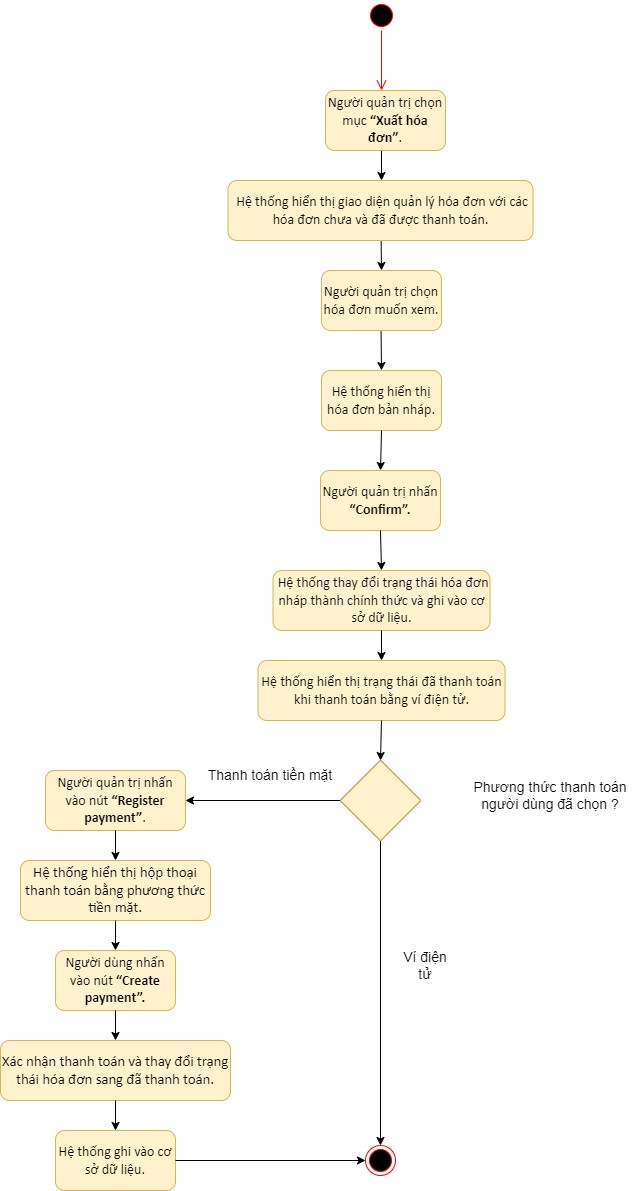 Người quản trị chọn
mục “Xuất hóa
đơn”.
Hệ thống hiển thị giao diện quản lý hóa đơn với các
hóa đơn chưa và đã được thanh toán.
Người quản trị chọn
hóa đơn muốn xem.
Hệ thống hiển thị
hóa đơn bản nháp.
Người quản trị nhấn
“Confirm”.
Hệ thống thay đổi trạng thái hóa đơn
nháp thành chính thức và ghi vào cơ
sở dữ liệu.
Hệ thống hiển thị trạng thái đã thanh toán
khi thanh toán bằng ví điện tử.
Phương thức thanh toán
người dùng đã chọn ?
Thanh toán tiền mặt
Người quản trị nhấn
vào nút “Register
payment”.
Hệ thống hiển thị hộp thoại
thanh toán bằng phương thức
tiền mặt.
Người dùng nhấn
vào nút “Create
payment”.
Xác nhận thanh toán và thay đổi trạng
thái hóa đơn sang đã thanh toán.
Hệ thống ghi vào cơ
sở dữ liệu.
Ví điện
tử